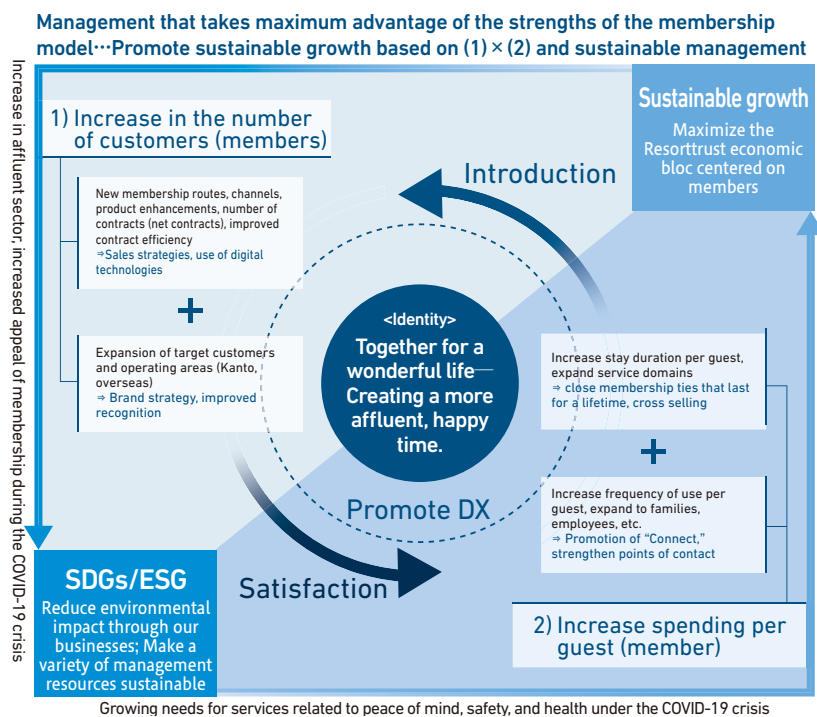 Management that takes maximum advantage of the strengths of the membership
model···Promote sustainable growth based on (1) × (2) and sustainable management
Increase in affluent sector, increased appeal of membership during the COVID-19 crisis
1) Increase in the number
of customers (members)
New membership routes, channels,
product enhancements, number of
contracts (net contracts), improved
contract efficiency
⇒Sales strategies, use of digital
technologies
+
Expansion of target customers
and operating areas (Kanto,
overseas)
⇒ Brand strategy, improved
recognition
Sustainable growth
Maximize the
Resorttrust economic
bloc centered on
members
Introduction
<Identity>
Together for a
wonderful life—
Creating a more
affluent, happy
time.
Promote DX
Satisfaction
Increase stay duration per guest,
expand service domains
⇒ close membership ties that last
for a lifetime, cross selling
+
Increase frequency of use per
guest, expand to families,
employees, etc.
⇒ Promotion of “Connect,”
strengthen points of contact
2) Increase spending per
guest (member)
SDGs/ESG
Reduce environmental
impact through our
businesses; Make a
variety of management
resources sustainable
Growing needs for services related to peace of mind, safety, and health under the COVID-19 crisis